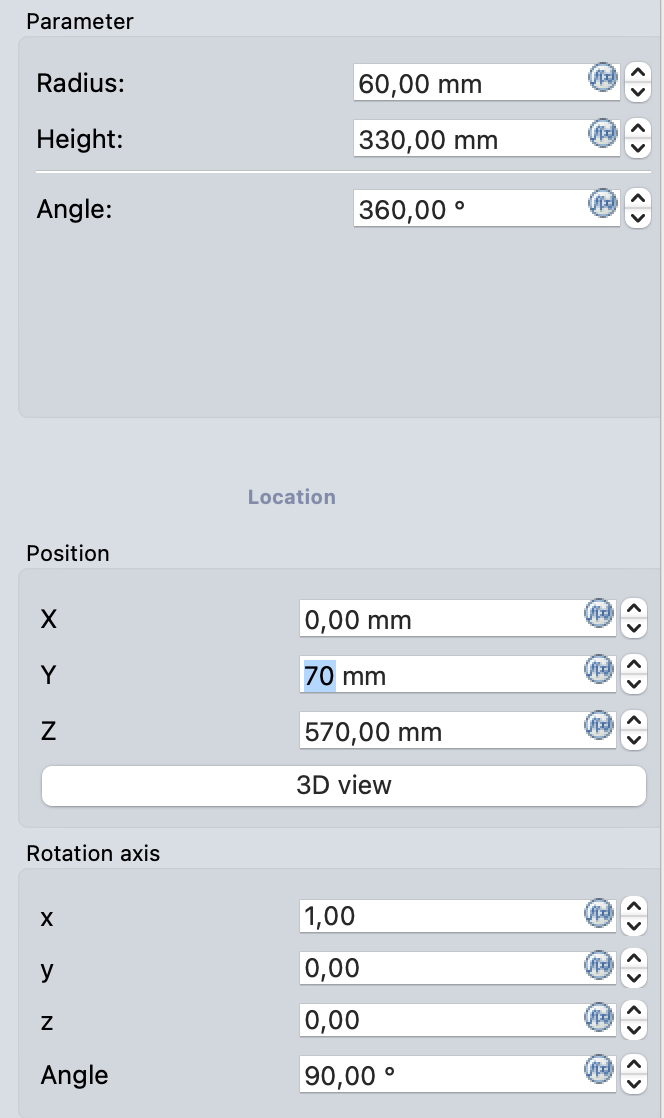 Parameter
Radius: 60,00 mm f(x)
Height: 330,00 mm f(x)
Angle: 360,00 ° f(x)
Location
Position
X 0,00 mm f(x)
Y 70 mm f(x)
Z 570,00 mm f(x)
3D view
Rotation axis
x 1,00 f(x)
y 0,00 f(x)
z 0,00 f(x)
Angle 90,00 ° f(x)